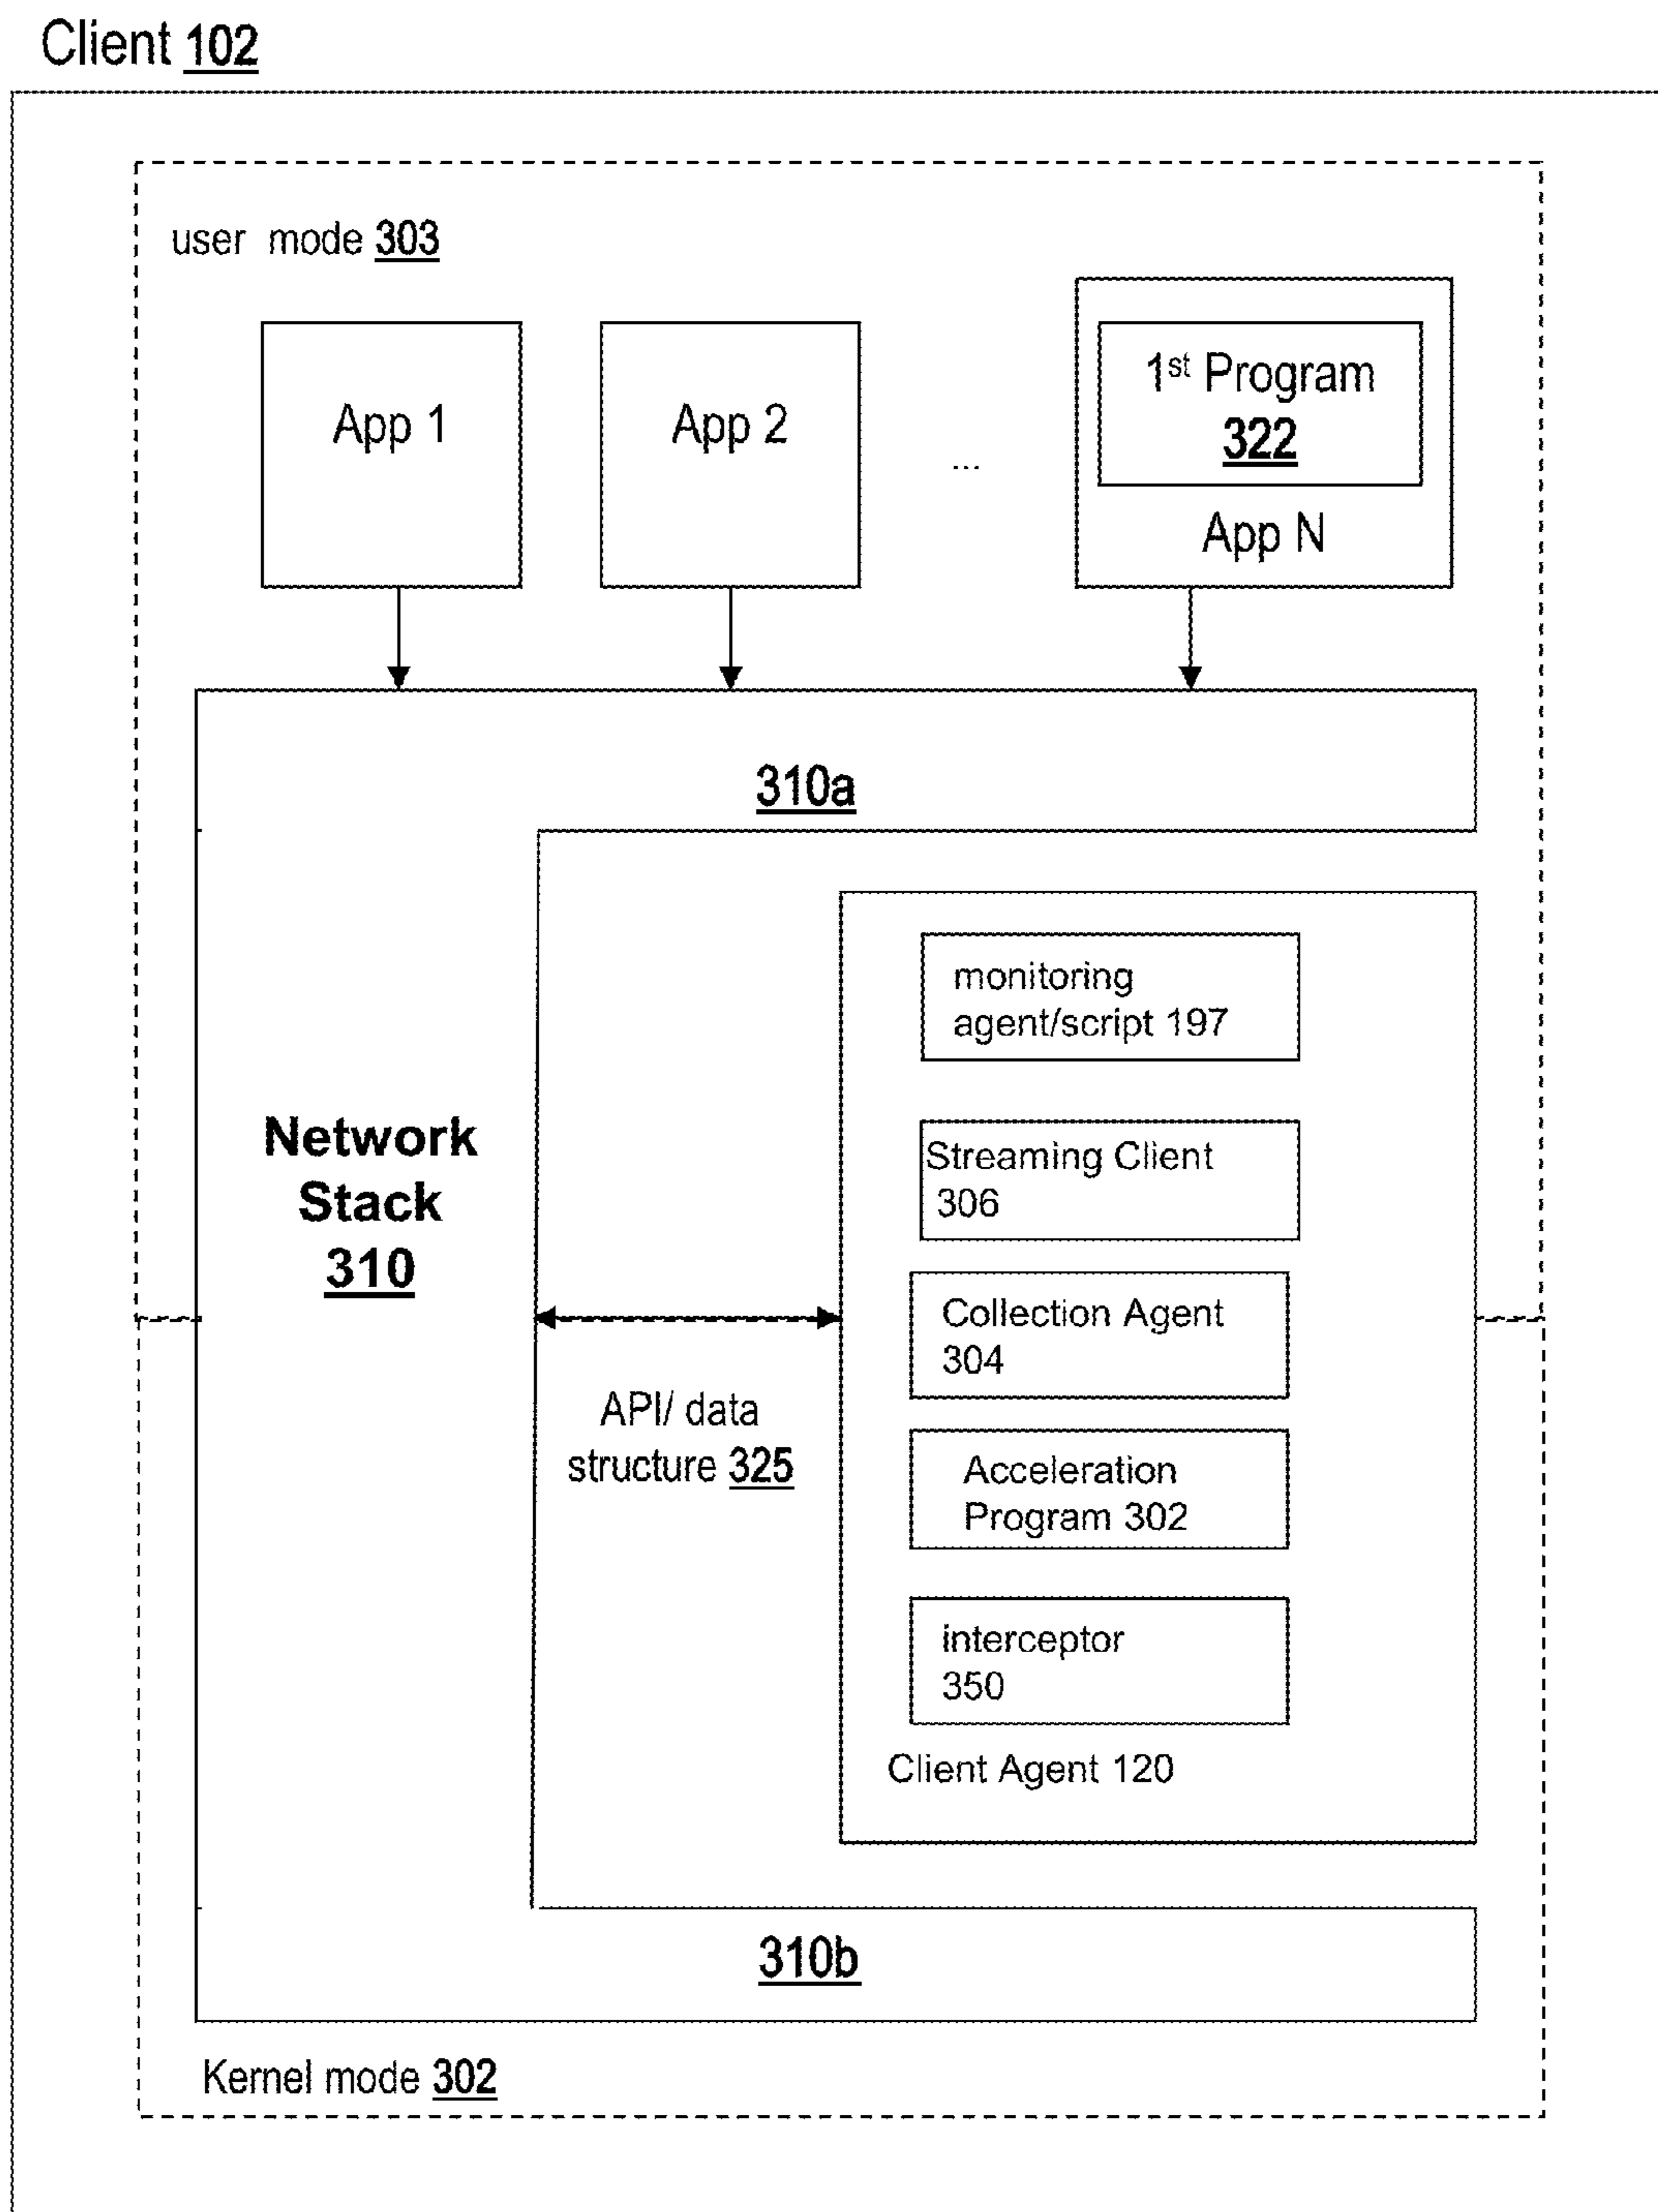 Client 102
user mode 303
App 1
App 2
...
1st Program
322
App N
310a
Network
Stack
310
API/ data
structure 325
monitoring
agent/script 197
Streaming Client
306
Collection Agent
304
Acceleration
Program 302
interceptor
350
Client Agent 120
310b
Kernel mode 302